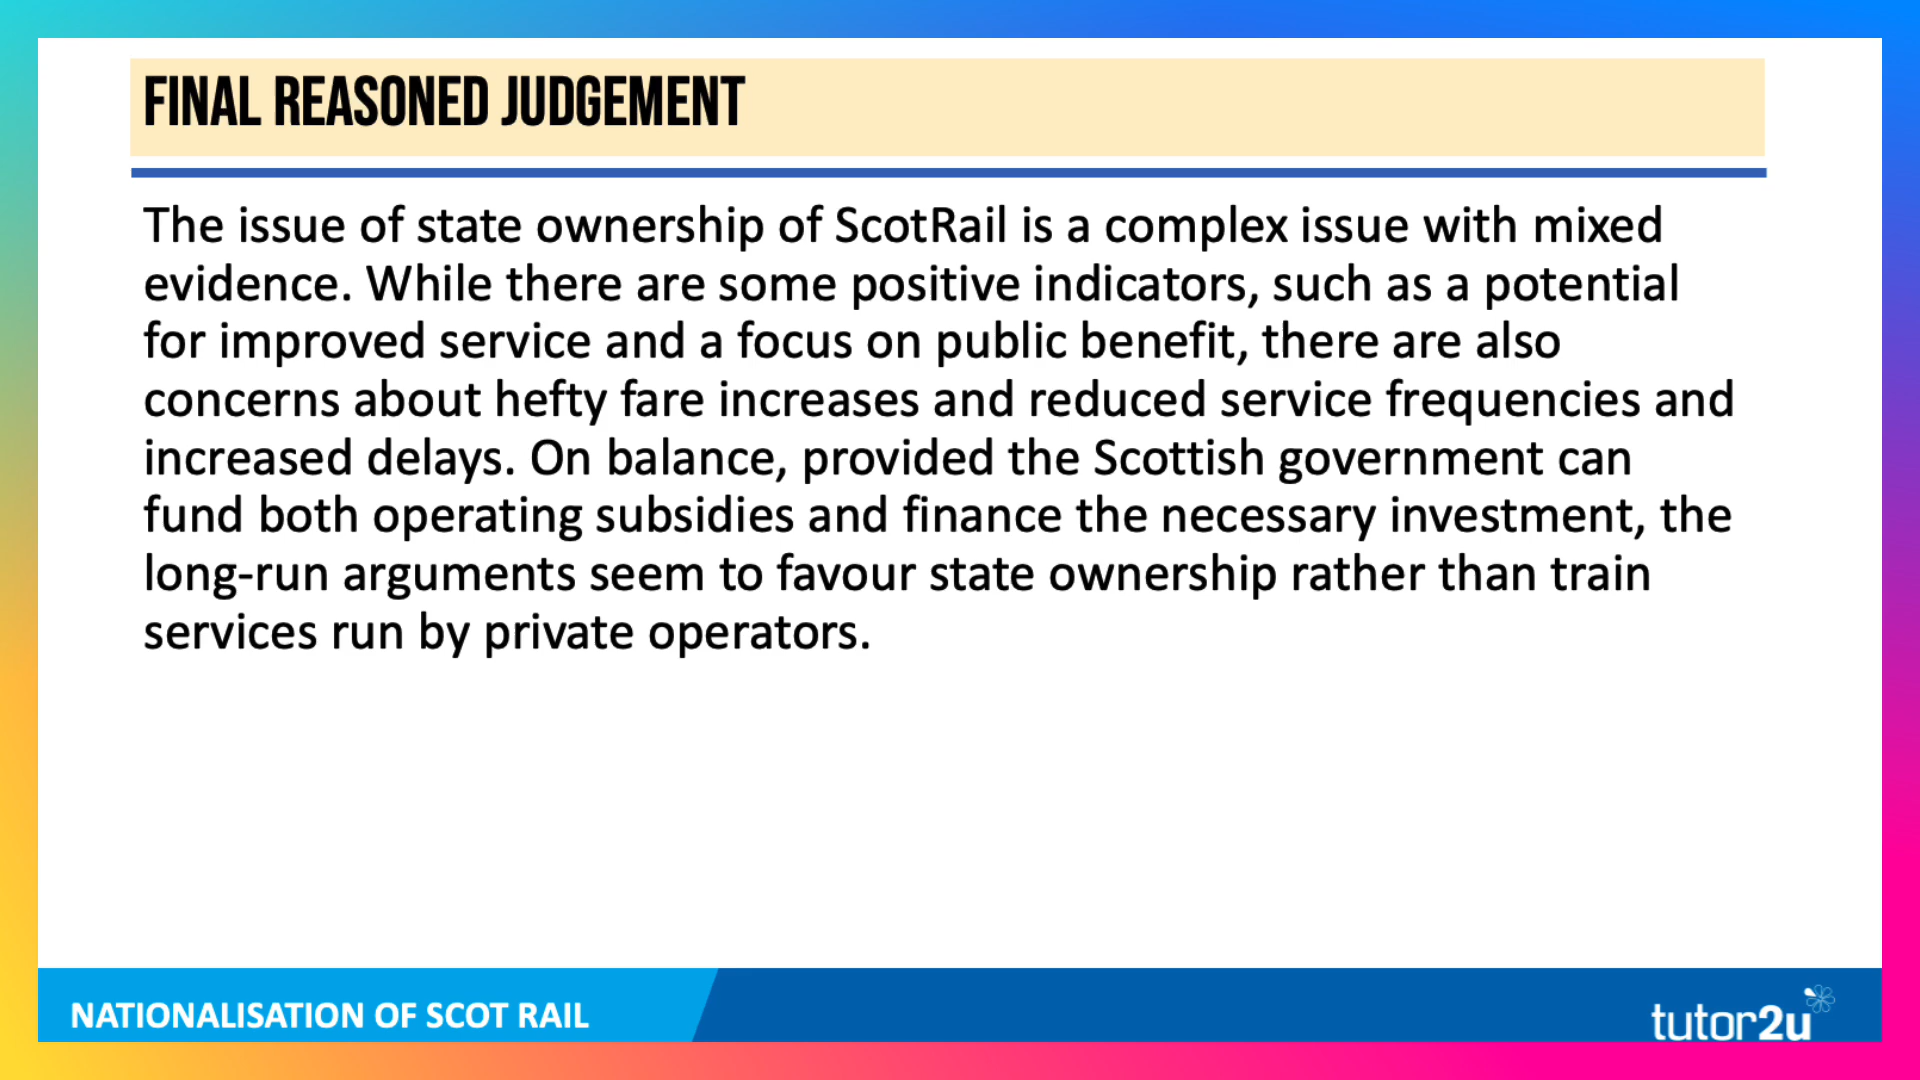 FINAL REASONED JUDGEMENT
The issue of state ownership of ScotRail is a complex issue with mixed
evidence. While there are some positive indicators, such as a potential
for improved service and a focus on public benefit, there are also
concerns about hefty fare increases and reduced service frequencies and
increased delays. On balance, provided the Scottish government can
fund both operating subsidies and finance the necessary investment, the
long-run arguments seem to favour state ownership rather than train
services run by private operators.
NATIONALISATION OF SCOT RAIL
tutor2u